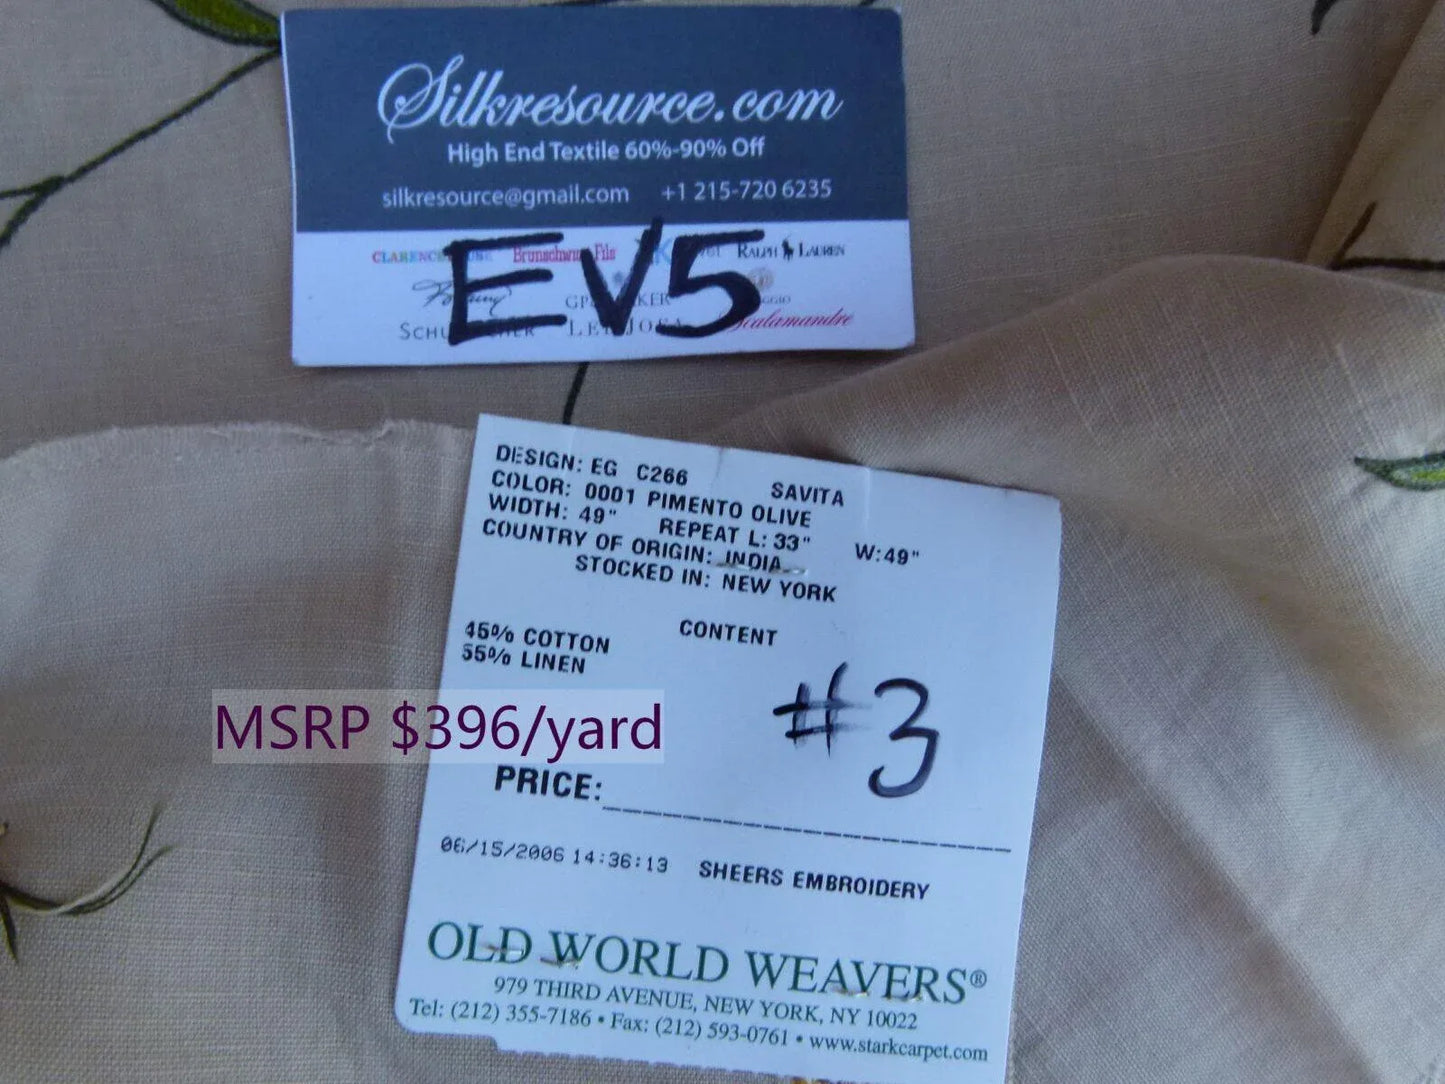 Silkresource.com
High End Textile 60%-90% Off
silkresource@gmail.com +1 215-720 6235
EV5
Brunschwig Fils
RALPH LAUREN
Scalamandre
DESIGN: EG C266 SAVITA
COLOR: 0001 PIMENTO OLIVE
WIDTH: 49" REPEAT L: 33" W:49"
COUNTRY OF ORIGIN: INDIA
STOCKED IN: NEW YORK
CONTENT
45% COTTON
55% LINEN
#3
MSRP $396/yard
PRICE:
06/15/2006 14:36:13 SHEERS EMBROIDERY
OLD WORLD WEAVERS®
979 THIRD AVENUE, NEW YORK, NY 10022
Tel: (212) 355-7186 • Fax: (212) 593-0761 • www.starkcarpet.com